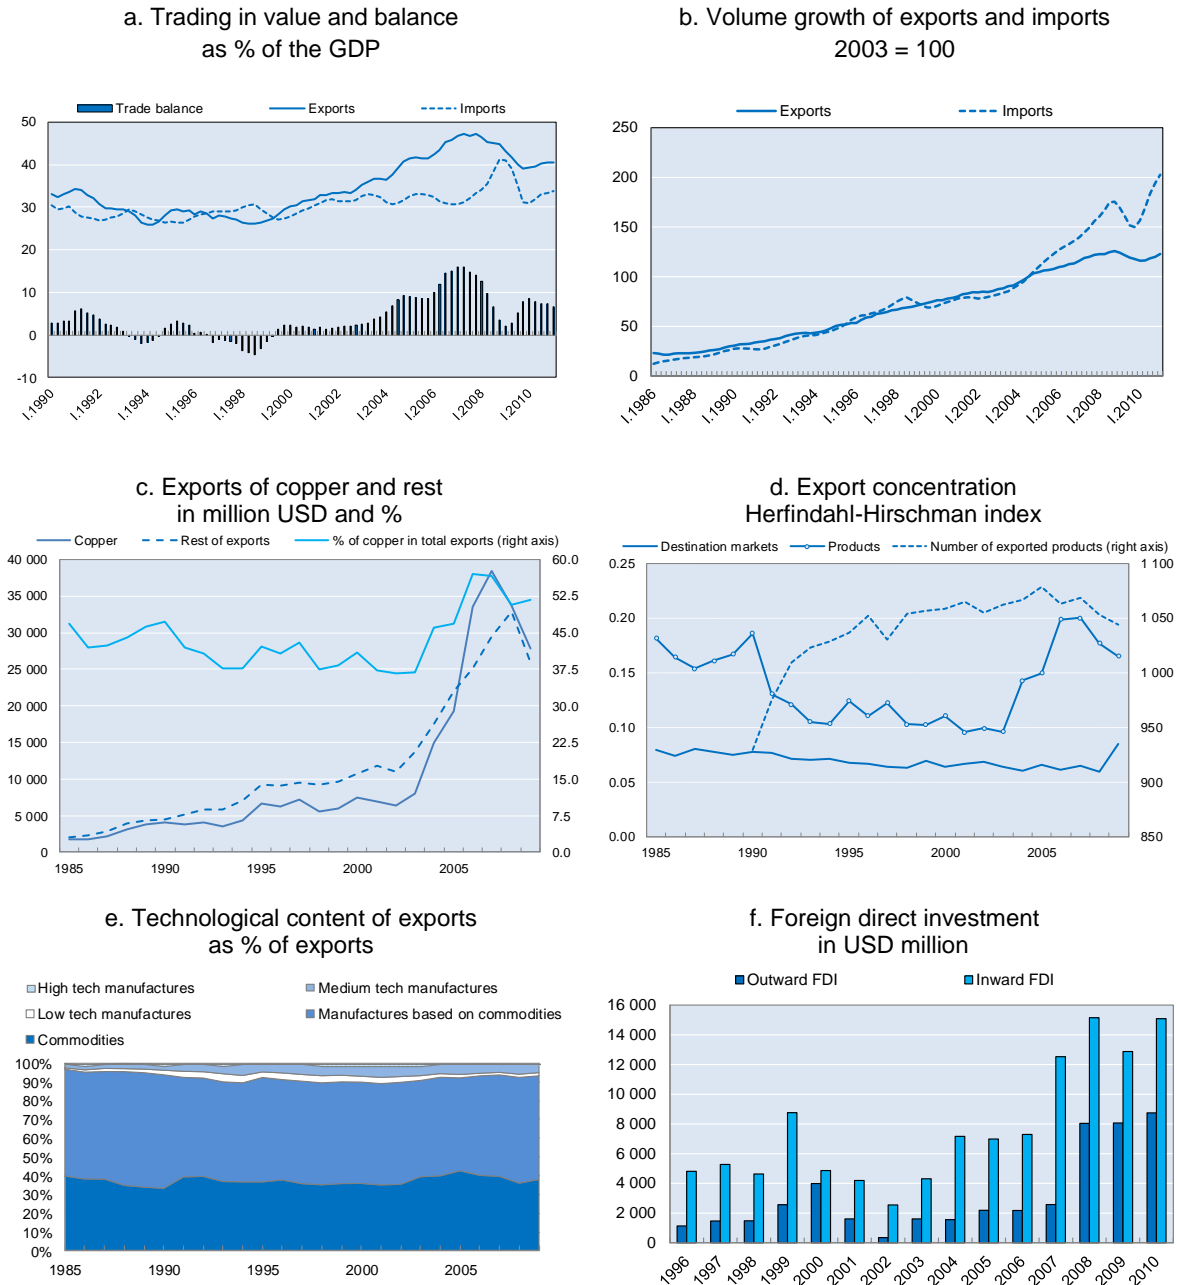 a. Trading in value and balance
as % of the GDP
Trade balance Exports Imports
50
40
30
20
10
0
-10
I.1990 I.1992 I.1994 I.1996 I.1998 I.2000 I.2002 I.2004 I.2006 I.2008 I.2010
b. Volume growth of exports and imports
2003 = 100
Exports Imports
250
200
150
100
50
0
I.1986 I.1988 I.1990 I.1992 I.1994 I.1996 I.1998 I.2000 I.2002 I.2004 I.2006 I.2008 I.2010
c. Exports of copper and rest
in million USD and %
Copper Rest of exports % of copper in total exports (right axis)
40 000 60.0
35 000 52.5
30 000 45.0
25 000 37.5
20 000 30.0
15 000 22.5
10 000 15.0
5 000 7.5
0 0.0
1985 1990 1995 2000 2005
d. Export concentration
Herfindahl-Hirschman index
Destination markets Products Number of exported products (right axis)
0.25 1 100
0.20 1 050
0.15 1 000
0.10 950
0.05 900
0.00 850
1985 1990 1995 2000 2005
e. Technological content of exports
as % of exports
High tech manufactures Medium tech manufactures
Low tech manufactures Manufactures based on commodities
Commodities
100%
90%
80%
70%
60%
50%
40%
30%
20%
10%
0%
1985 1990 1995 2000 2005
f. Foreign direct investment
in USD million
Outward FDI Inward FDI
16 000
14 000
12 000
10 000
8 000
6 000
4 000
2 000
0
1996 1997 1998 1999 2000 2001 2002 2003 2004 2005 2006 2007 2008 2009 2010